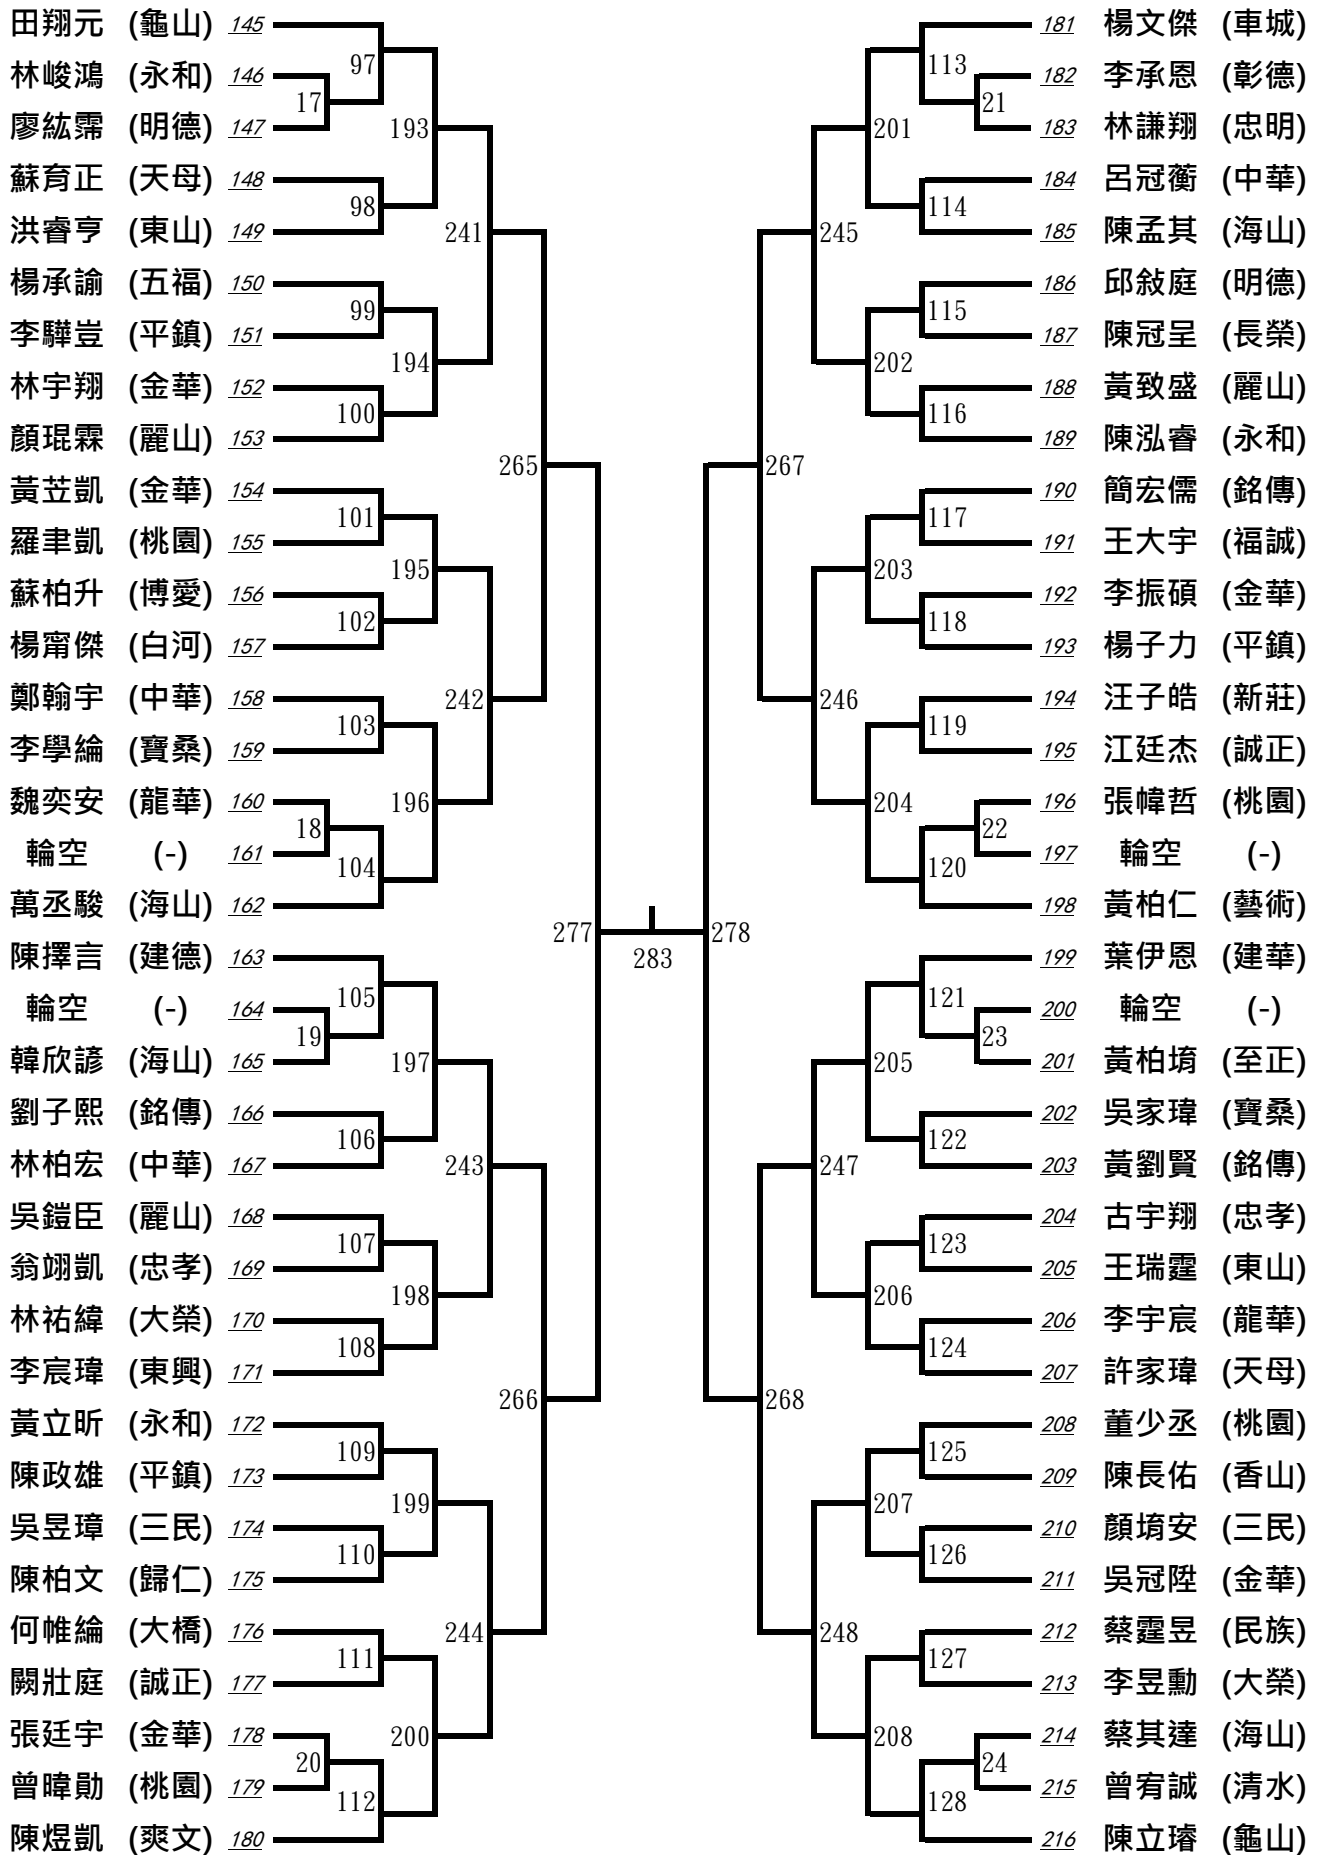 田翔元 (龜山) 145
林峻鴻 (永和) 146
廖紘霈 (明德) 147
蘇育正 (天母) 148
洪睿亨 (東山) 149
楊承諭 (五福) 150
李驊豈 (平鎮) 151
林宇翔 (金華) 152
顏琨霖 (麗山) 153
黃苙凱 (金華) 154
羅聿凱 (桃園) 155
蘇柏升 (博愛) 156
楊甯傑 (白河) 157
鄭翰宇 (中華) 158
李學綸 (寶桑) 159
魏奕安 (龍華) 160
輪空 (-) 161
萬丞駿 (海山) 162
陳擇言 (建德) 163
輪空 (-) 164
韓欣諺 (海山) 165
劉子熙 (銘傳) 166
林柏宏 (中華) 167
吳鎧臣 (麗山) 168
翁翊凱 (忠孝) 169
林祐緯 (大榮) 170
李宸瑋 (東興) 171
黃立昕 (永和) 172
陳政雄 (平鎮) 173
吳昱璋 (三民) 174
陳柏文 (歸仁) 175
何帷綸 (大橋) 176
闕壯庭 (誠正) 177
張廷宇 (金華) 178
曾暐勛 (桃園) 179
陳煜凱 (爽文) 180
17
18
19
20
97
98
99
100
101
102
103
104
105
106
107
108
109
110
111
112
193
194
195
196
197
198
199
200
241
242
243
244
265
266
277
283
278
267
268
245
246
247
248
201
202
203
204
205
206
207
208
113
114
115
116
117
118
119
120
121
122
123
124
125
126
127
128
21
22
23
24
181 楊文傑 (車城)
182 李承恩 (彰德)
183 林謙翔 (忠明)
184 呂冠衡 (中華)
185 陳孟其 (海山)
186 邱敍庭 (明德)
187 陳冠呈 (長榮)
188 黃致盛 (麗山)
189 陳泓睿 (永和)
190 簡宏儒 (銘傳)
191 王大宇 (福誠)
192 李振碩 (金華)
193 楊子力 (平鎮)
194 汪子皓 (新莊)
195 江廷杰 (誠正)
196 張幃哲 (桃園)
197 輪空 (-)
198 黃柏仁 (藝術)
199 葉伊恩 (建華)
200 輪空 (-)
201 黃柏堉 (至正)
202 吳家瑋 (寶桑)
203 黃劉賢 (銘傳)
204 古宇翔 (忠孝)
205 王瑞霆 (東山)
206 李宇宸 (龍華)
207 許家瑋 (天母)
208 董少丞 (桃園)
209 陳長佑 (香山)
210 顏堉安 (三民)
211 吳冠陞 (金華)
212 蔡霆昱 (民族)
213 李昱勳 (大榮)
214 蔡其達 (海山)
215 曾宥誠 (清水)
216 陳立璿 (龜山)